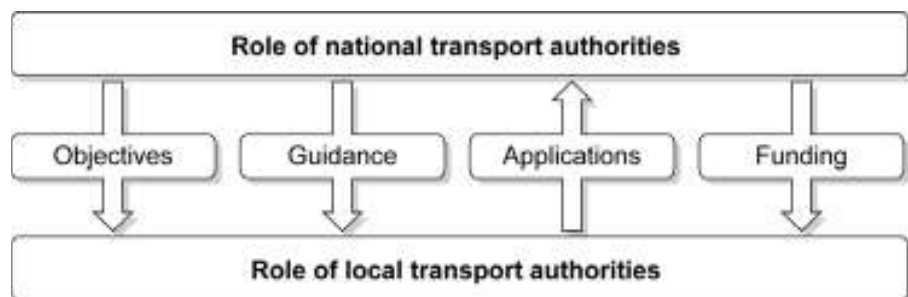 Role of national transport authorities
Objectives
Guidance
Applications
Funding
Role of local transport authorities